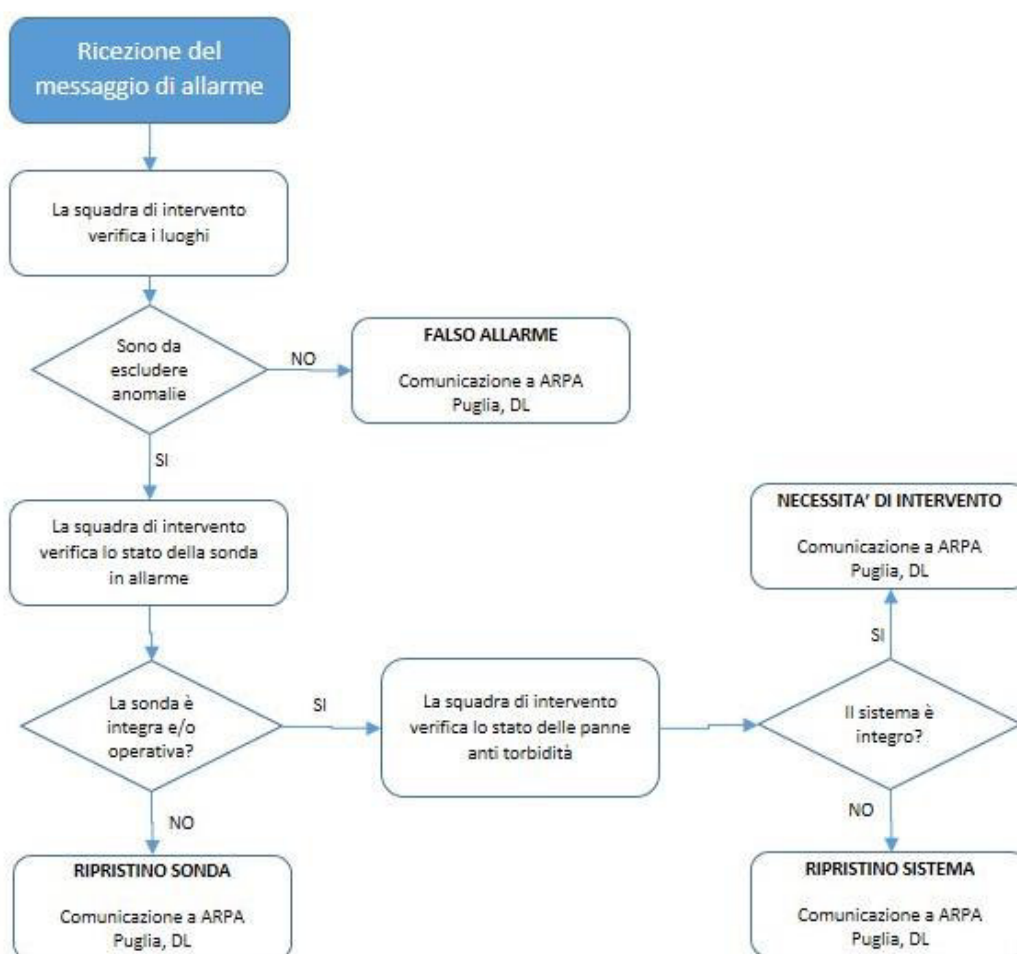 Ricezione del
messaggio di allarme
La squadra di intervento
verifica i luoghi
Sono da
escludere
anomalie
NO
FALSO ALLARME
Comunicazione a ARPA
Puglia, DL
SI
La squadra di intervento
verifica lo stato della sonda
in allarme
La sonda è
integra e/o
operativa?
SI
La squadra di intervento
verifica lo stato delle panne
anti torbidità
Il sistema è
integro?
SI
NECESSITA’ DI INTERVENTO
Comunicazione a ARPA
Puglia, DL
NO
RIPRISTINO SONDA
Comunicazione a ARPA
Puglia, DL
NO
RIPRISTINO SISTEMA
Comunicazione a ARPA
Puglia, DL